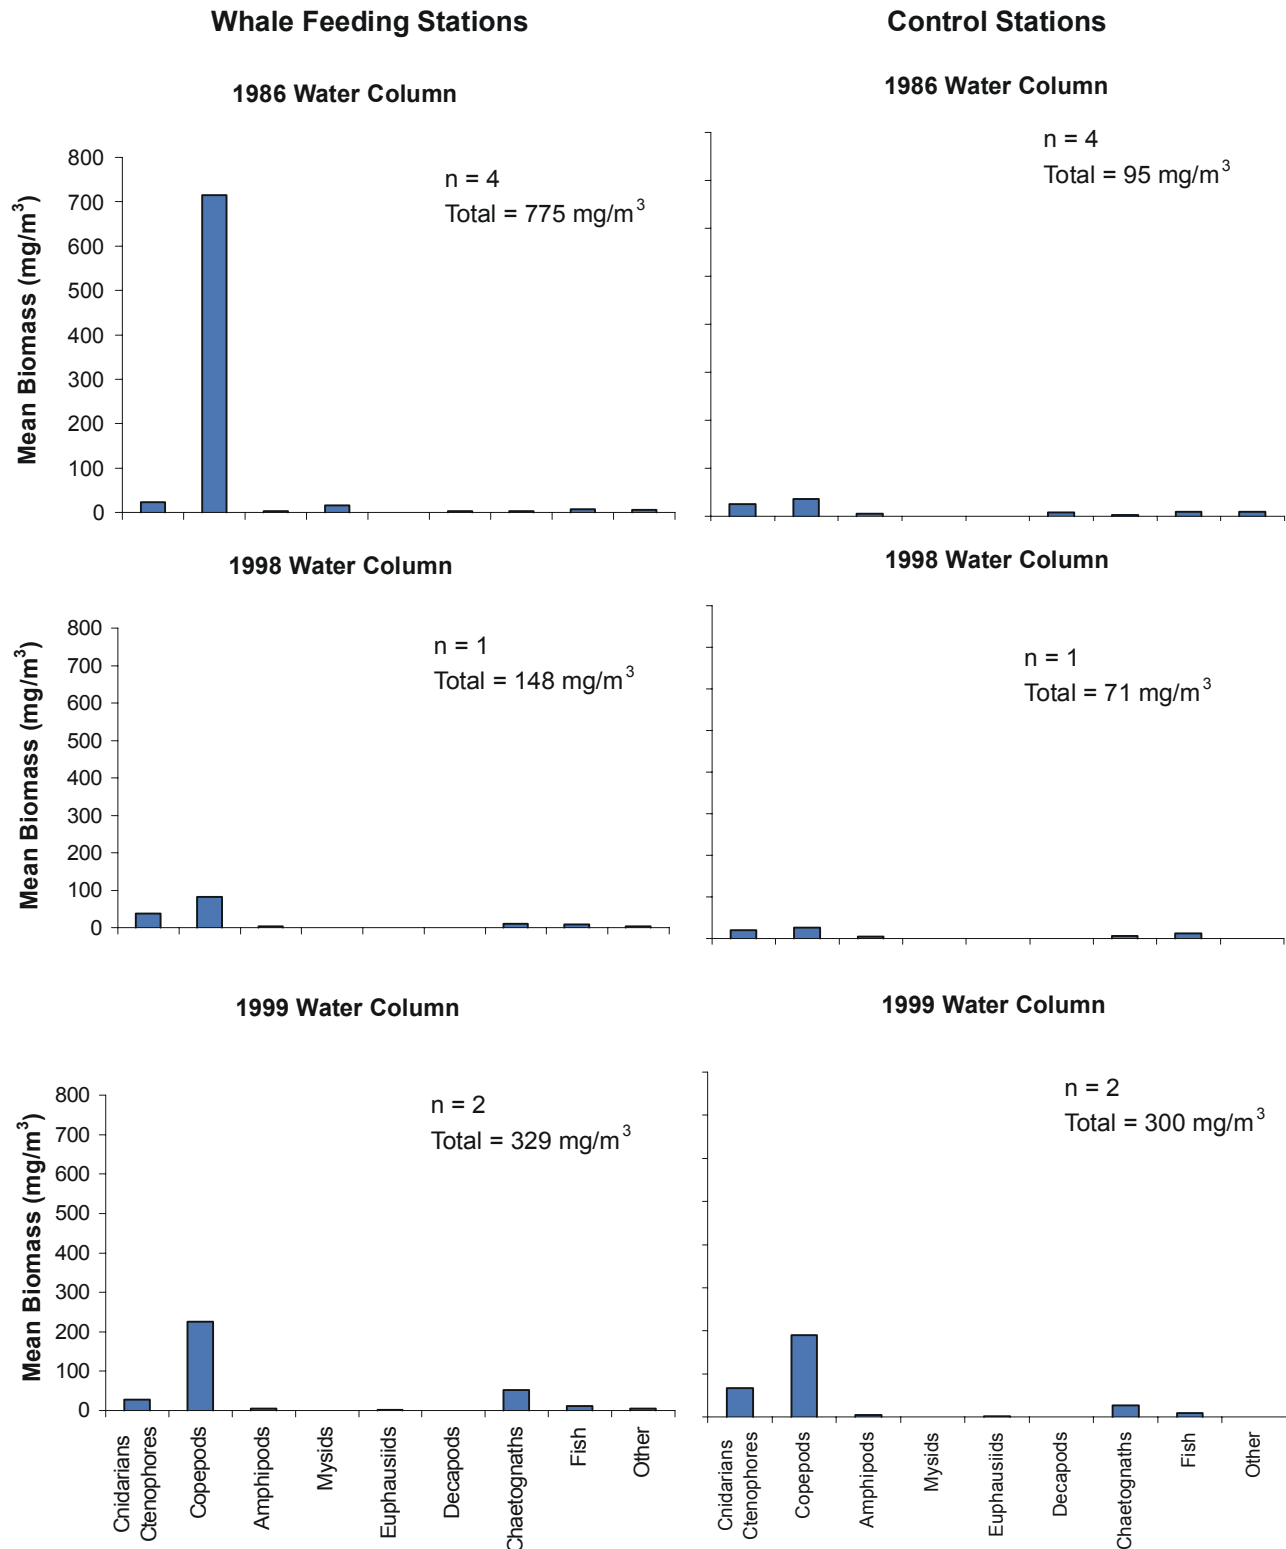 Whale Feeding Stations
Control Stations
1986 Water Column
n = 4
Total = 775 mg/m³
Mean Biomass (mg/m³)
800
700
600
500
400
300
200
100
0
1986 Water Column
n = 4
Total = 95 mg/m³
1998 Water Column
n = 1
Total = 148 mg/m³
Mean Biomass (mg/m³)
800
700
600
500
400
300
200
100
0
1998 Water Column
n = 1
Total = 71 mg/m³
1999 Water Column
n = 2
Total = 329 mg/m³
Mean Biomass (mg/m³)
800
700
600
500
400
300
200
100
0
Cnidarians
Ctenophores
Copepods
Amphipods
Mysids
Euphausiids
Decapods
Chaetognaths
Fish
Other
1999 Water Column
n = 2
Total = 300 mg/m³
Cnidarians
Ctenophores
Copepods
Amphipods
Mysids
Euphausiids
Decapods
Chaetognaths
Fish
Other